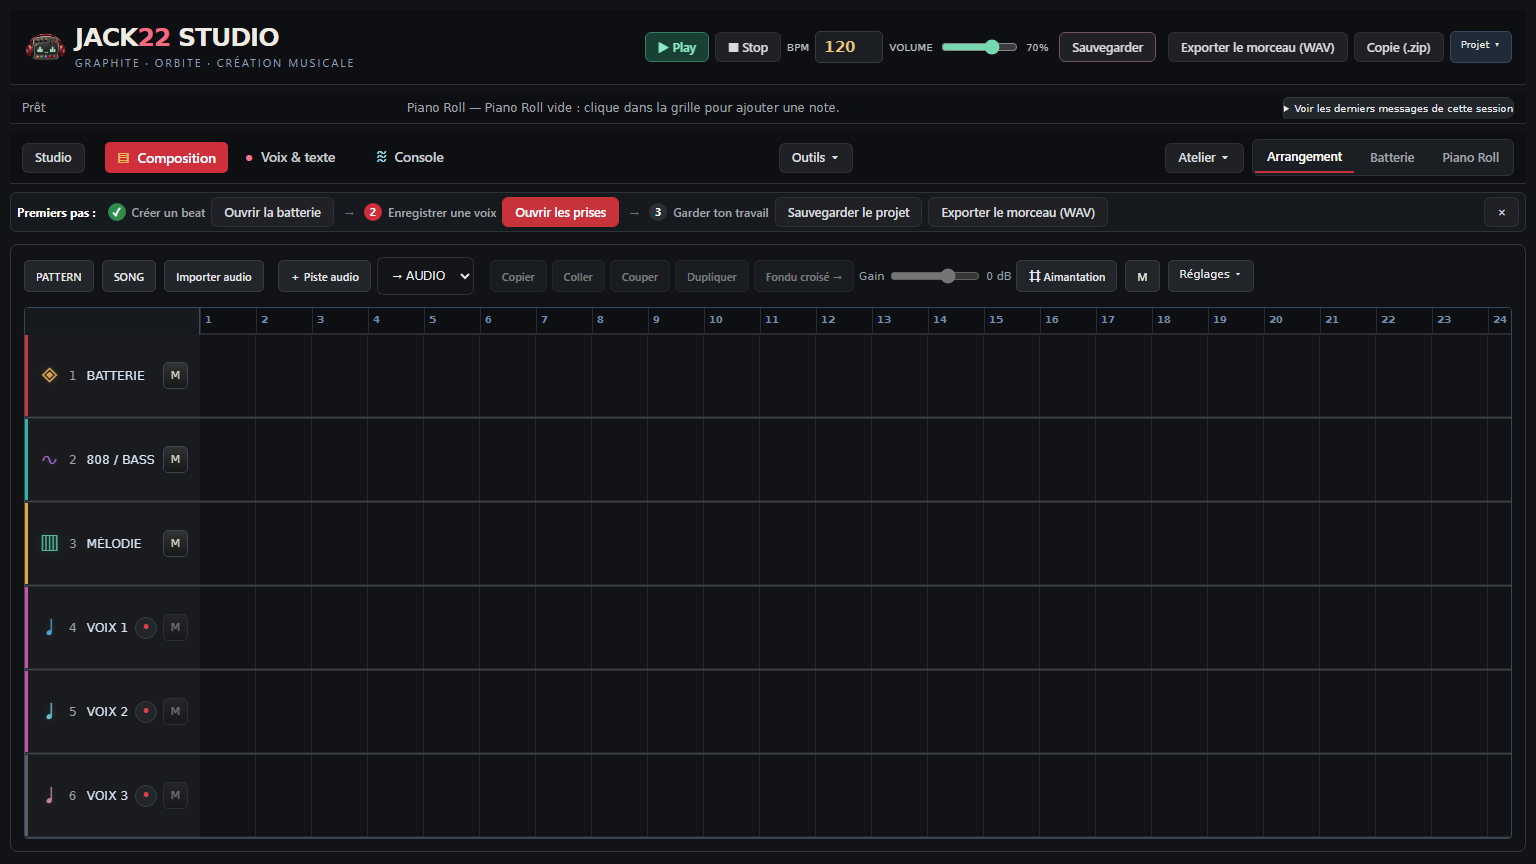 JACK22 STUDIO
GRAPHITE · ORBITE · CRÉATION MUSICALE
▶ Play
■ Stop
BPM 120
VOLUME 70%
Sauvegarder
Exporter le morceau (WAV)
Copie (.zip)
Projet ▾
Prêt
Piano Roll — Piano Roll vide : clique dans la grille pour ajouter une note.
▶ Voir les derniers messages de cette session
Studio
Composition
Voix & texte
Console
Outils ▾
Atelier ▾
Arrangement
Batterie
Piano Roll
Premiers pas :
✓ Créer un beat
Ouvrir la batterie
→
2 Enregistrer une voix
Ouvrir les prises
→
3 Garder ton travail
Sauvegarder le projet
Exporter le morceau (WAV)
×
PATTERN
SONG
Importer audio
+ Piste audio
→ AUDIO
Copier
Coller
Couper
Dupliquer
Fondu croisé →
Gain 0 dB
Aimantation
M
Réglages ▾
1 2 3 4 5 6 7 8 9 10 11 12 13 14 15 16 17 18 19 20 21 22 23 24
1 BATTERIE M
2 808 / BASS M
3 MÉLODIE M
4 VOIX 1 M
5 VOIX 2 M
6 VOIX 3 M